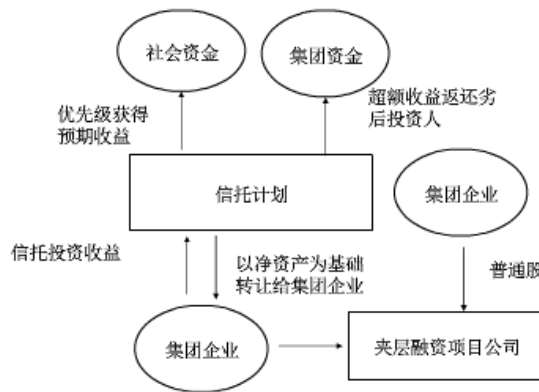 社会资金
集团资金
优先级获得
预期收益
超额收益返还劣
后投资人
信托计划
集团企业
信托投资收益
以净资产为基础
转让给集团企业
普通股
集团企业
夹层融资项目公司